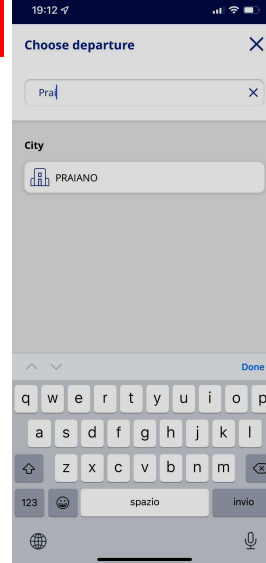 19:12
Choose departure
Prai
City
PRAIANO
Done
q w e r t y u i o p
a s d f g h j k l
z x c v b n m
123 spazio invio